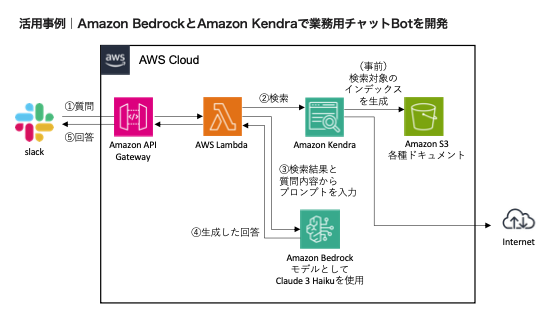 活用事例｜Amazon BedrockとAmazon Kendraで業務用チャットBotを開発
aws
AWS Cloud
（事前）
検索対象の
インデックス
を生成
①質問
②検索
⑤回答
slack
Amazon API
Gateway
AWS Lambda
Amazon Kendra
Amazon S3
各種ドキュメント
③検索結果と
質問内容から
プロンプトを入力
④生成した回答
Internet
Amazon Bedrock
モデルとして
Claude 3 Haikuを使用